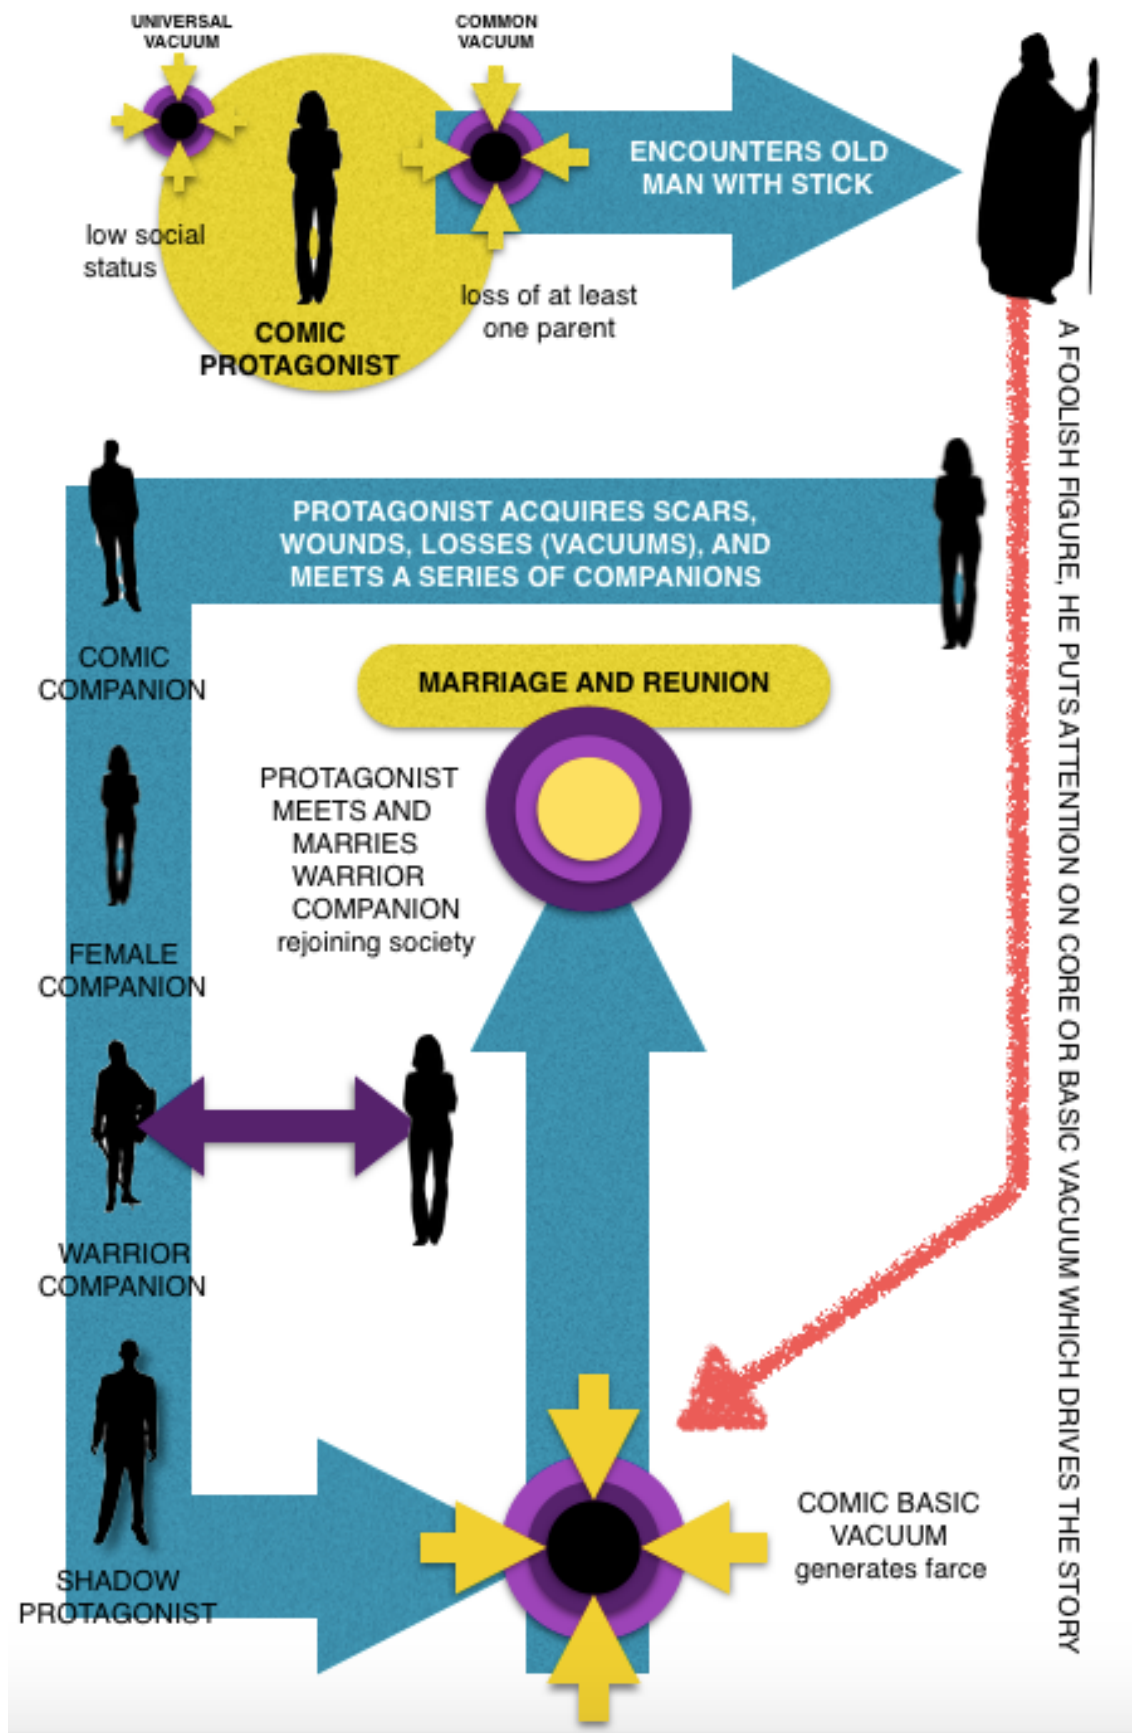 UNIVERSAL
VACUUM
COMMON
VACUUM
ENCOUNTERS OLD
MAN WITH STICK
low social
status
loss of at least
one parent
COMIC
PROTAGONIST
A FOOLISH FIGURE, HE PUTS ATTENTION ON CORE OR BASIC VACUUM WHICH DRIVES THE STORY
PROTAGONIST ACQUIRES SCARS,
WOUNDS, LOSSES (VACUUMS), AND
MEETS A SERIES OF COMPANIONS
COMIC
COMPANION
MARRIAGE AND REUNION
PROTAGONIST
MEETS AND
MARRIES
WARRIOR
COMPANION
rejoining society
FEMALE
COMPANION
WARRIOR
COMPANION
COMIC BASIC
VACUUM
generates farce
SHADOW
PROTAGONIST